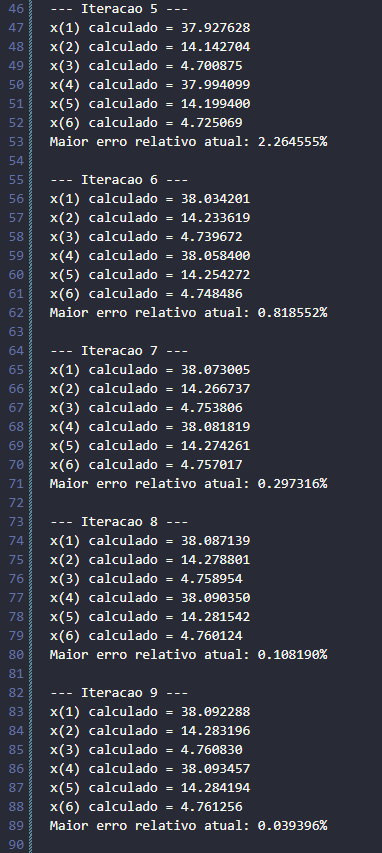 46 --- Iteracao 5 ---
47 x(1) calculado = 37.927628
48 x(2) calculado = 14.142704
49 x(3) calculado = 4.700875
50 x(4) calculado = 37.994099
51 x(5) calculado = 14.199400
52 x(6) calculado = 4.725069
53 Maior erro relativo atual: 2.264555%
54
55 --- Iteracao 6 ---
56 x(1) calculado = 38.034201
57 x(2) calculado = 14.233619
58 x(3) calculado = 4.739672
59 x(4) calculado = 38.058400
60 x(5) calculado = 14.254272
61 x(6) calculado = 4.748486
62 Maior erro relativo atual: 0.818552%
63
64 --- Iteracao 7 ---
65 x(1) calculado = 38.073005
66 x(2) calculado = 14.266737
67 x(3) calculado = 4.753806
68 x(4) calculado = 38.081819
69 x(5) calculado = 14.274261
70 x(6) calculado = 4.757017
71 Maior erro relativo atual: 0.297316%
72
73 --- Iteracao 8 ---
74 x(1) calculado = 38.087139
75 x(2) calculado = 14.278801
76 x(3) calculado = 4.758954
77 x(4) calculado = 38.090350
78 x(5) calculado = 14.281542
79 x(6) calculado = 4.760124
80 Maior erro relativo atual: 0.108190%
81
82 --- Iteracao 9 ---
83 x(1) calculado = 38.092288
84 x(2) calculado = 14.283196
85 x(3) calculado = 4.760830
86 x(4) calculado = 38.093457
87 x(5) calculado = 14.284194
88 x(6) calculado = 4.761256
89 Maior erro relativo atual: 0.039396%
90